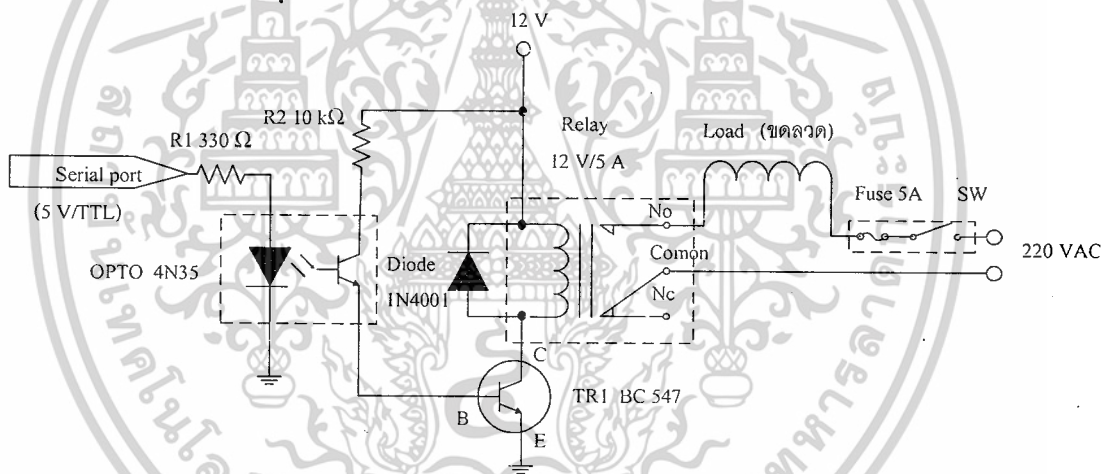 12 V
R2 10 kΩ
Relay
12 V/5 A
Load (ขดลวด)
R1 330 Ω
Serial port
(5 V/TTL)
Fuse 5A
SW
No
Comon
Nc
220 VAC
OPTO 4N35
Diode
1N4001
C
TR1 BC 547
B
E